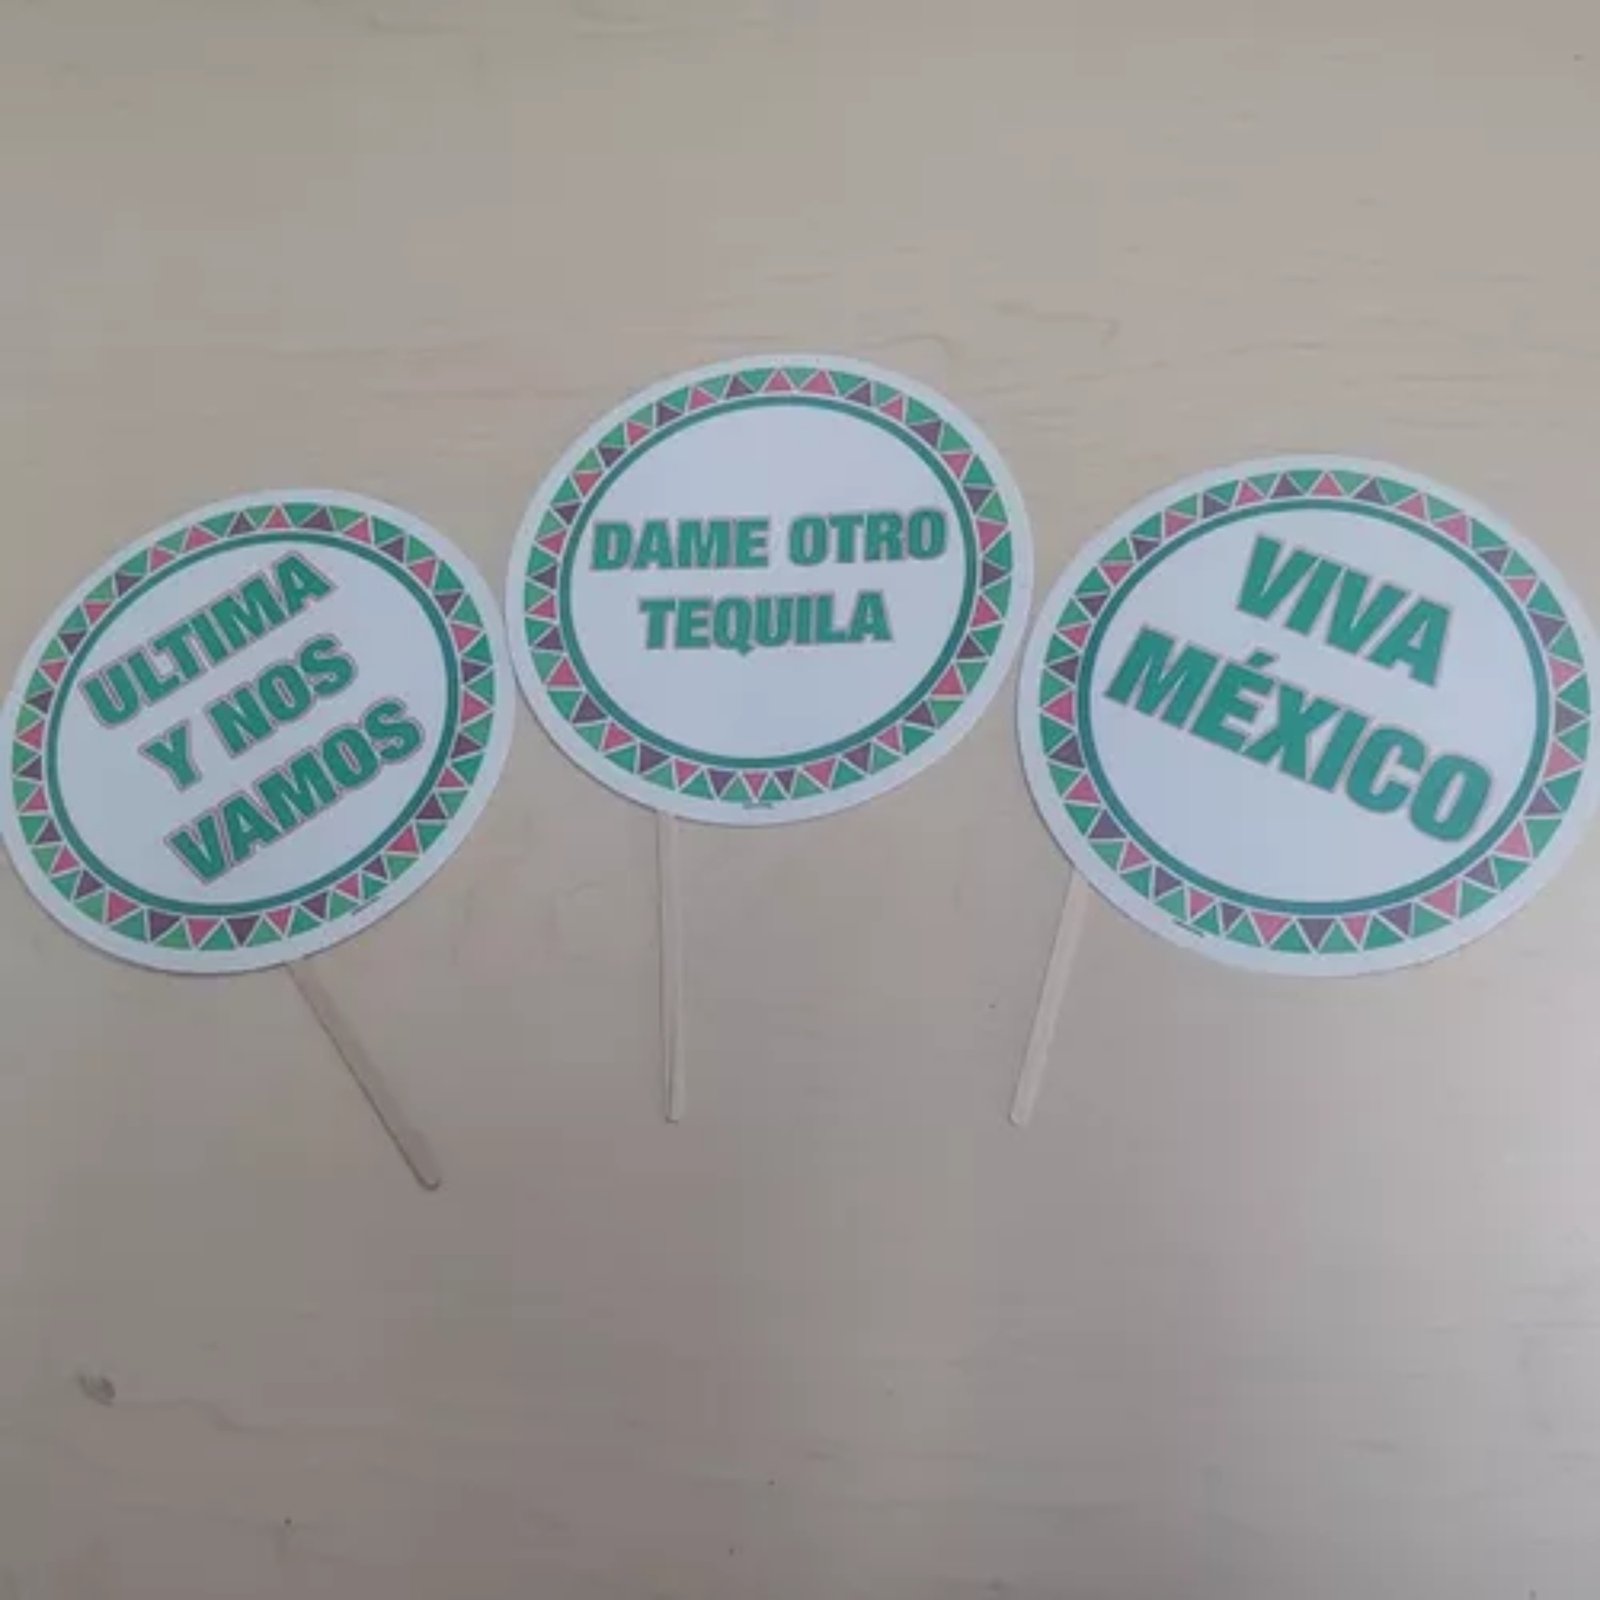 ULTIMA
Y NOS
VAMOS
DAME OTRO
TEQUILA
VIVA
MÉXICO